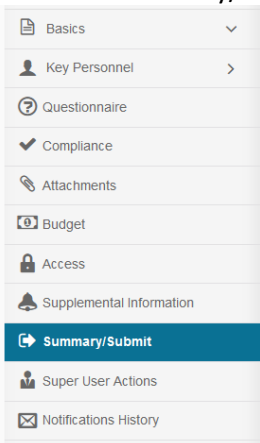 Basics
Key Personnel
Questionnaire
Compliance
Attachments
Budget
Access
Supplemental Information
Summary/Submit
Super User Actions
Notifications History